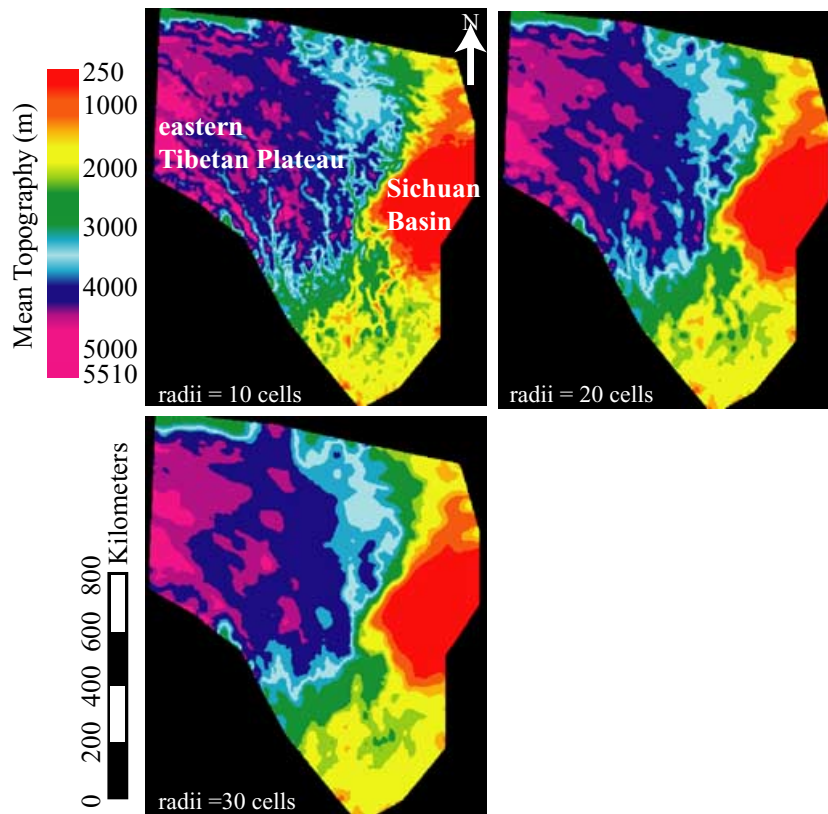 Mean Topography (m)
250
1000
2000
3000
4000
5000
5510
N
eastern
Tibetan Plateau
Sichuan
Basin
radii = 10 cells
radii = 20 cells
Kilometers
800
600
400
200
0
radii =30 cells